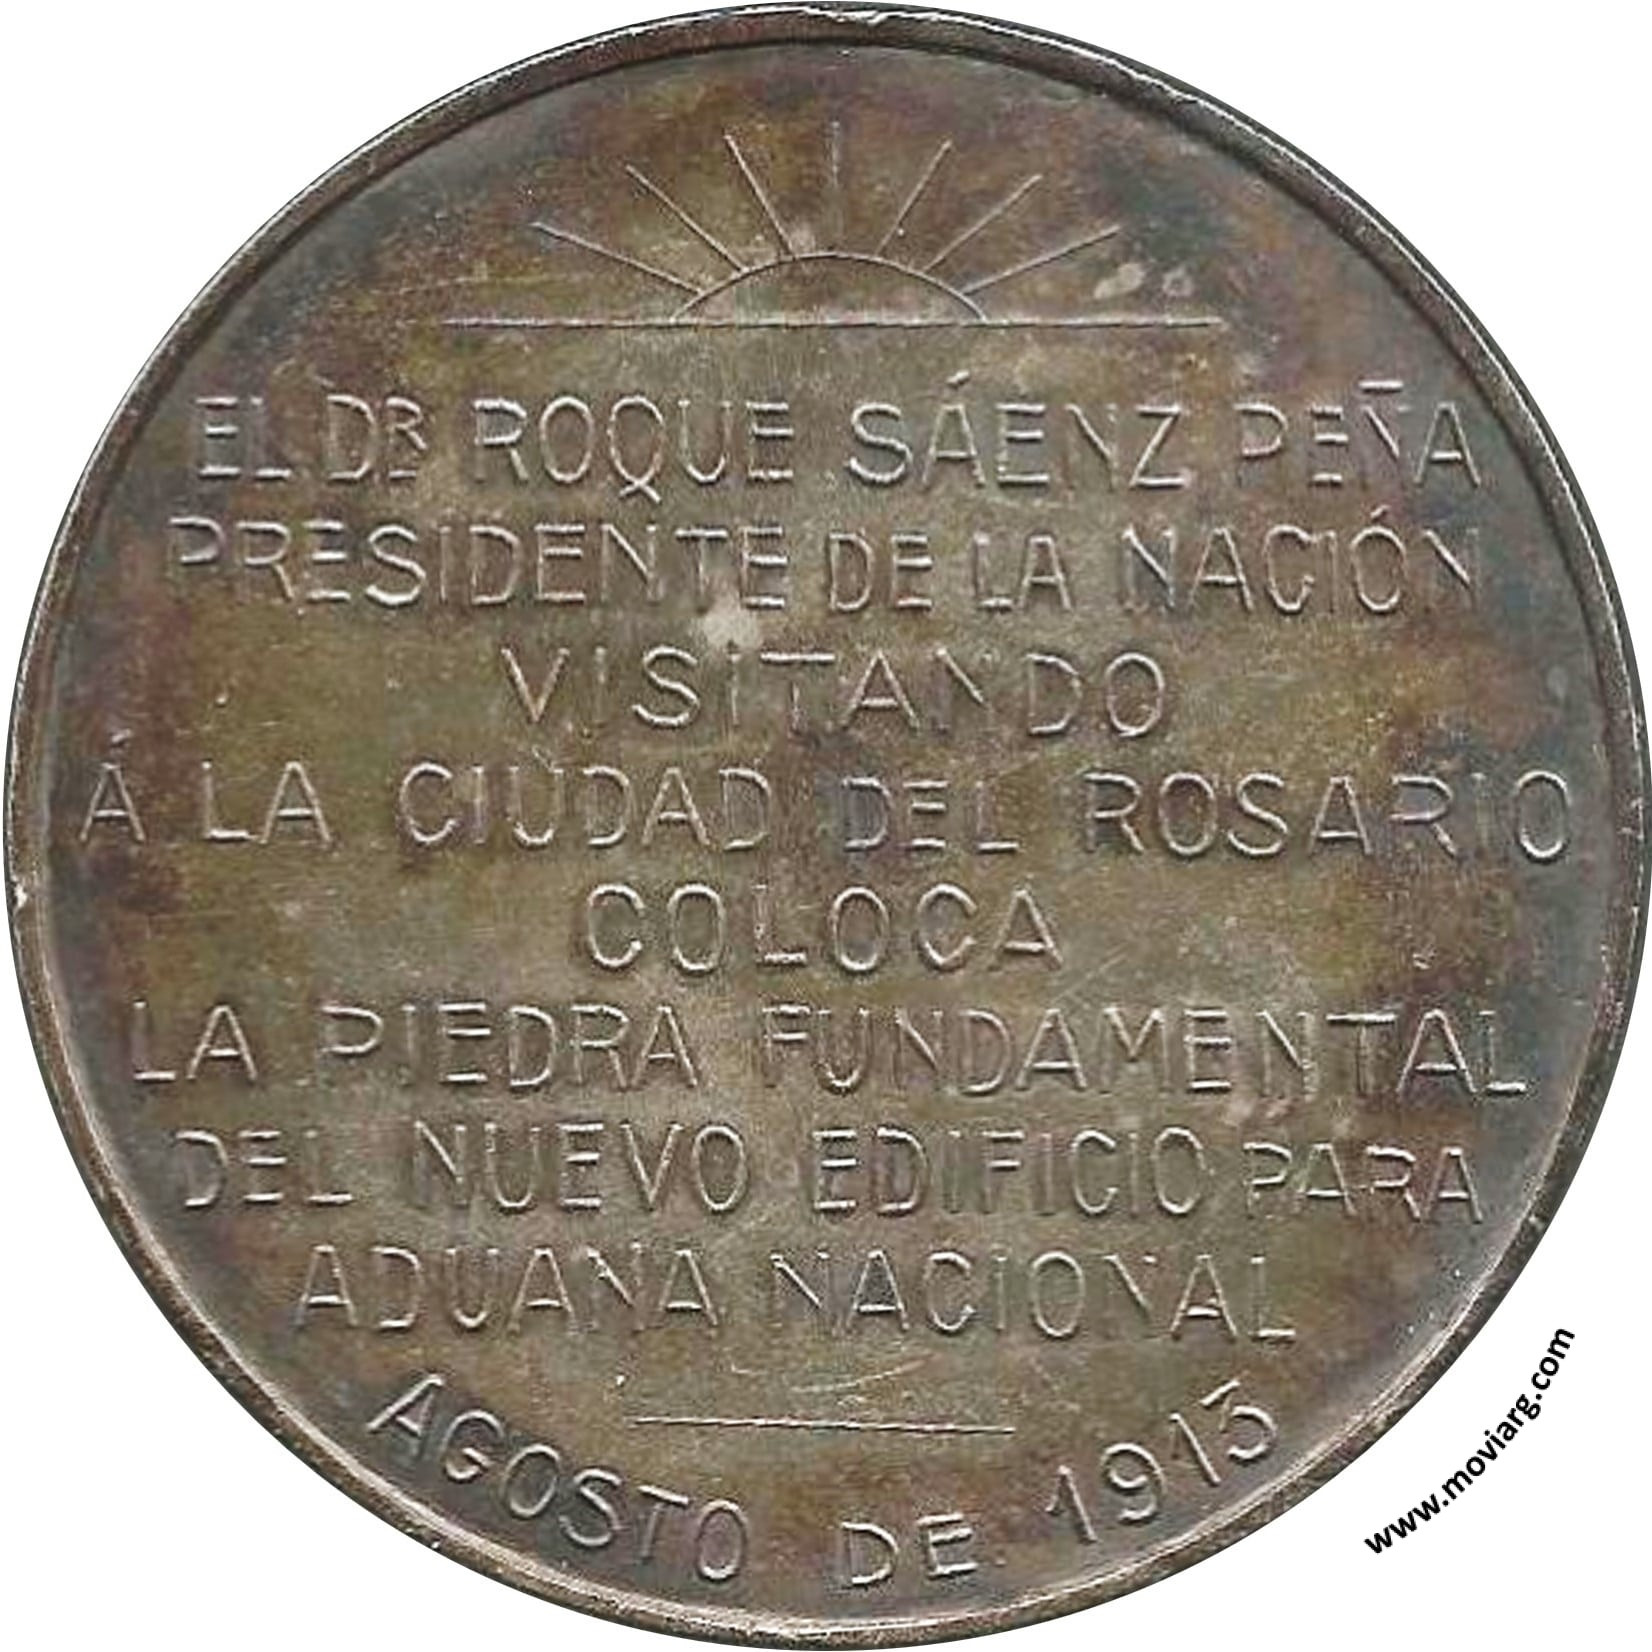 EL DR ROQUE SÁENZ PEÑA
PRESIDENTE DE LA NACIÓN
VISITANDO
Á LA CIUDAD DEL ROSARIO
COLOCA
LA PIEDRA FUNDAMENTAL
DEL NUEVO EDIFICIO PARA
ADUANA NACIONAL
AGOSTO DE 1913
www.moviarg.com